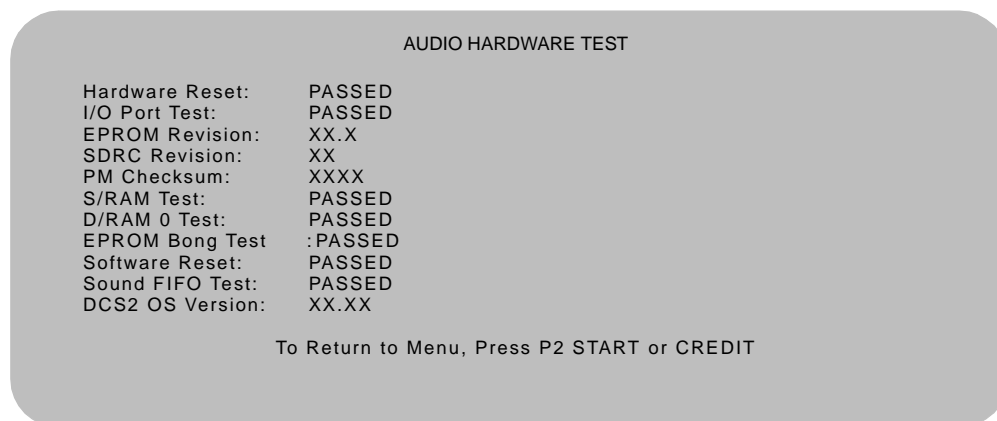 AUDIO HARDWARE TEST
Hardware Reset: PASSED
I/O Port Test: PASSED
EPROM Revision: XX.X
SDRC Revision: XX
PM Checksum: XXXX
S/RAM Test: PASSED
D/RAM 0 Test: PASSED
EPROM Bong Test :PASSED
Software Reset: PASSED
Sound FIFO Test: PASSED
DCS2 OS Version: XX.XX
To Return to Menu, Press P2 START or CREDIT